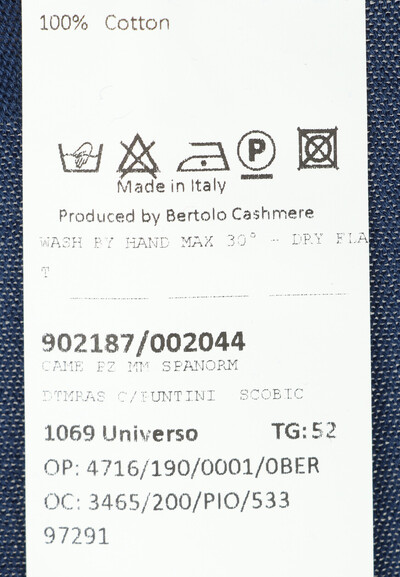 100% Cotton
P
Made in Italy
Produced by Bertolo Cashmere
WASH BY HAND MAX 30° - DRY FLA
T
902187/002044
CAME PZ MM SPANORM
DTMRAS C/PUNTINI SCOBIC
1069 Universo TG:52
OP: 4716/190/0001/0BER
OC: 3465/200/PIO/533
97291